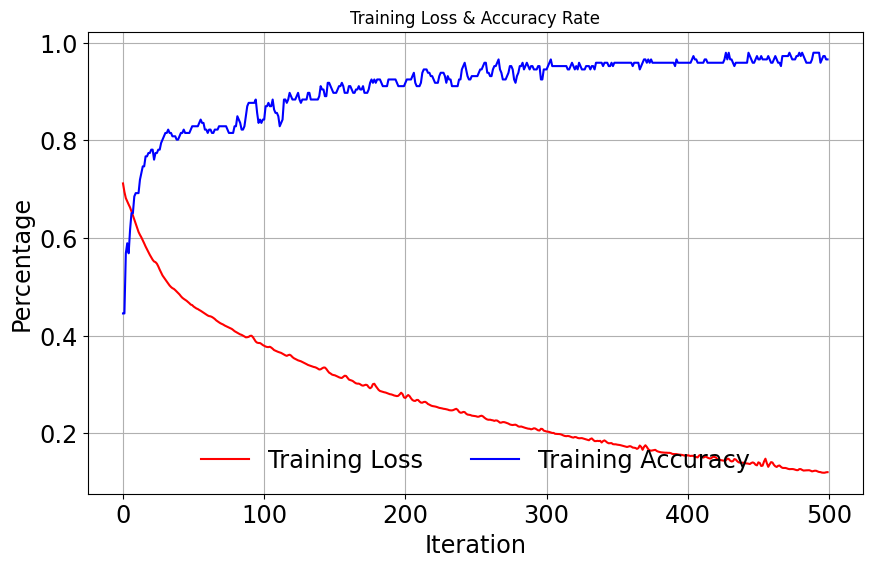 Training Loss & Accuracy Rate
1.0
0.8
0.6
0.4
0.2
Percentage
Training Loss
Training Accuracy
0
100
200
300
400
500
Iteration